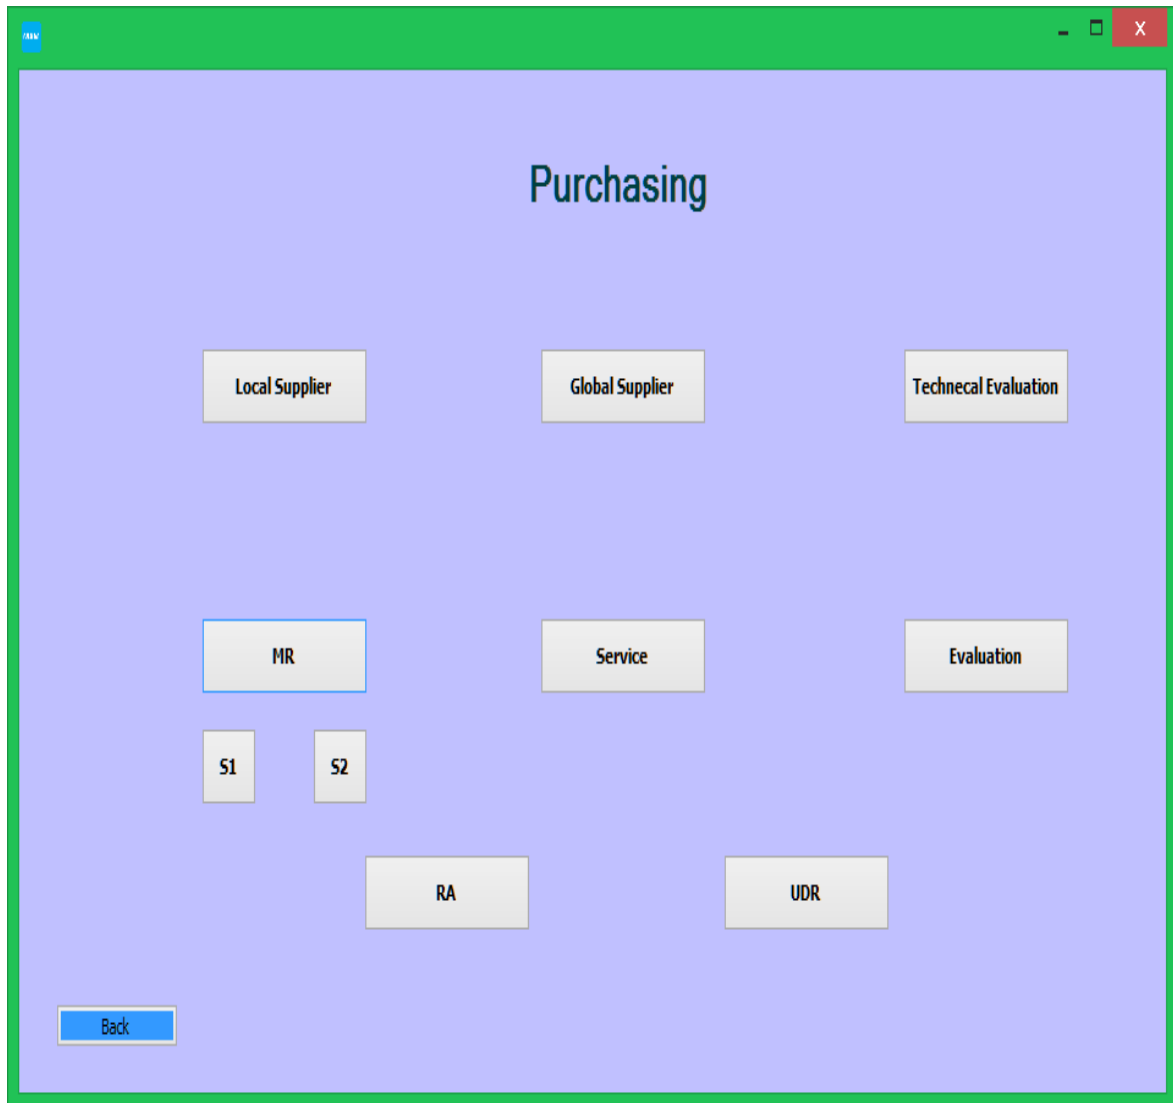 X
Purchasing
Local Supplier
Global Supplier
Technecal Evaluation
MR
Service
Evaluation
S1
S2
RA
UDR
Back